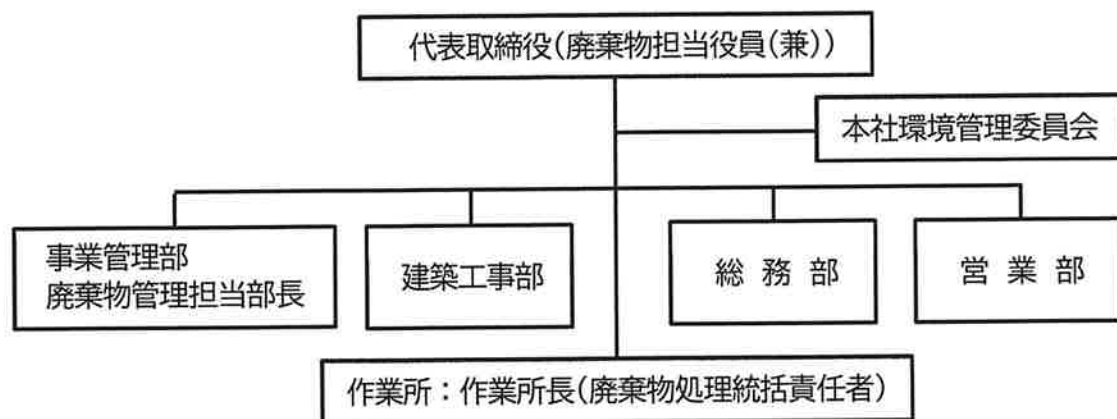 代表取締役(廃棄物担当役員(兼))
本社環境管理委員会
事業管理部
廃棄物管理担当部長
建築工事部
総 務 部
営 業 部
作業所：作業所長(廃棄物処理統括責任者)